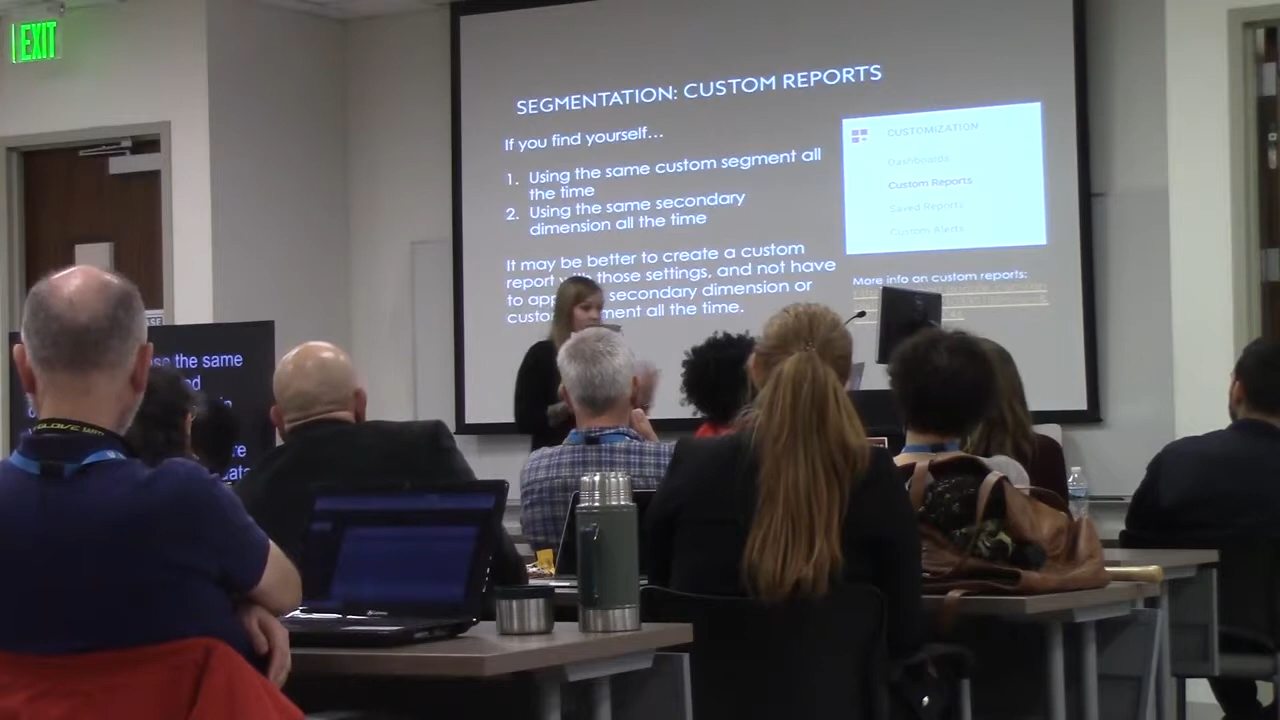 EXIT
SEGMENTATION: CUSTOM REPORTS
If you find yourself...
1. Using the same custom segment all
the time
2. Using the same secondary
dimension all the time
It may be better to create a custom
report with those settings, and not have
to secondary dimension or
all the time.
CUSTOMIZATION
Dashboards
Custom Reports
Saved Reports
Custom Alerts
More info on custom reports:
the same